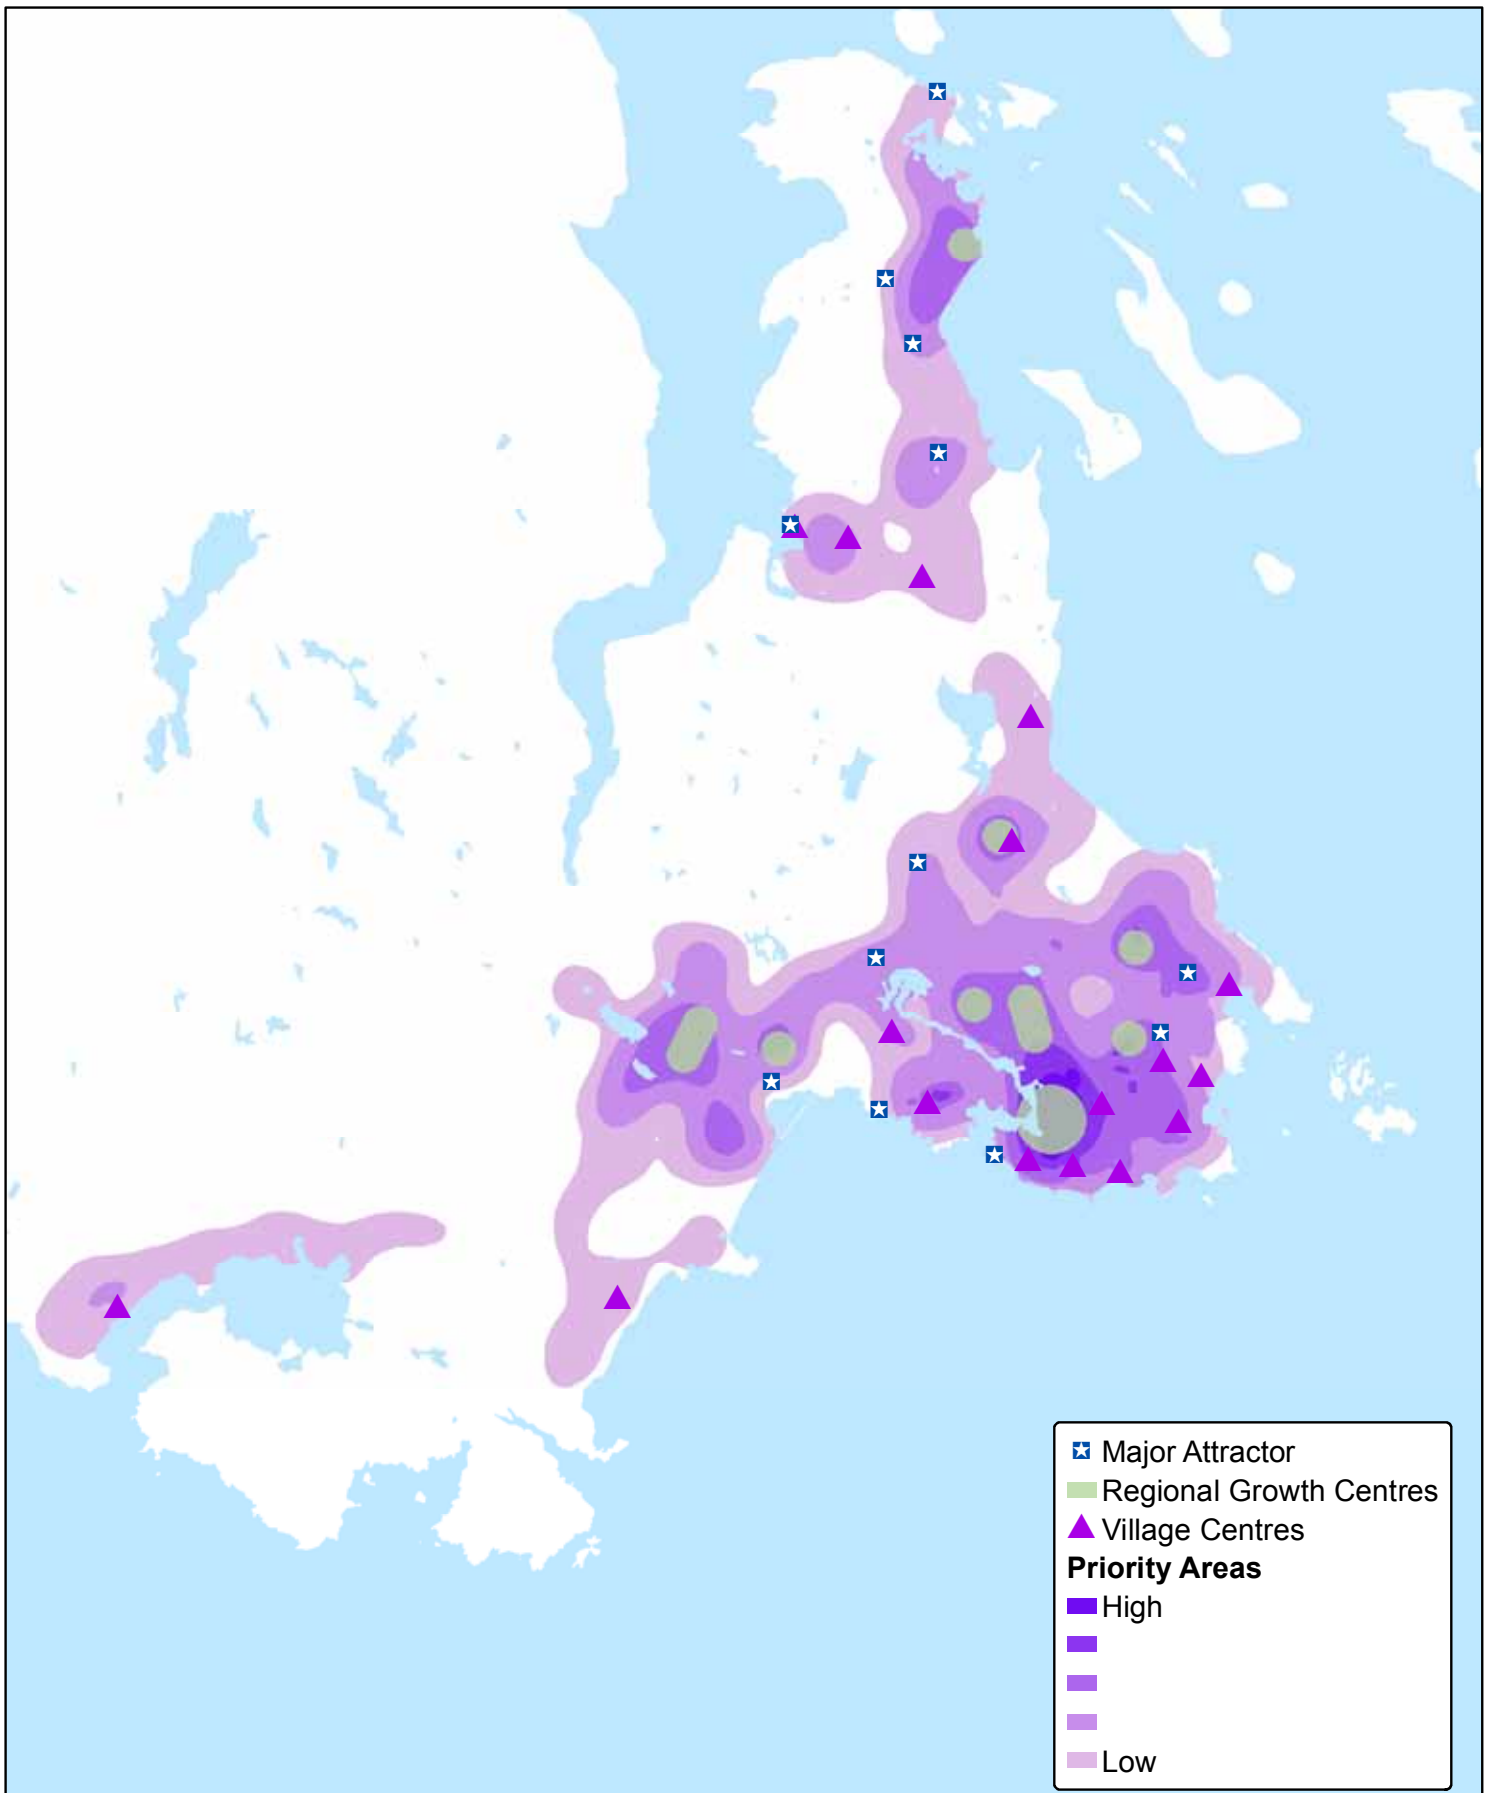 Major Attractor
Regional Growth Centres
Village Centres
Priority Areas
High
Low